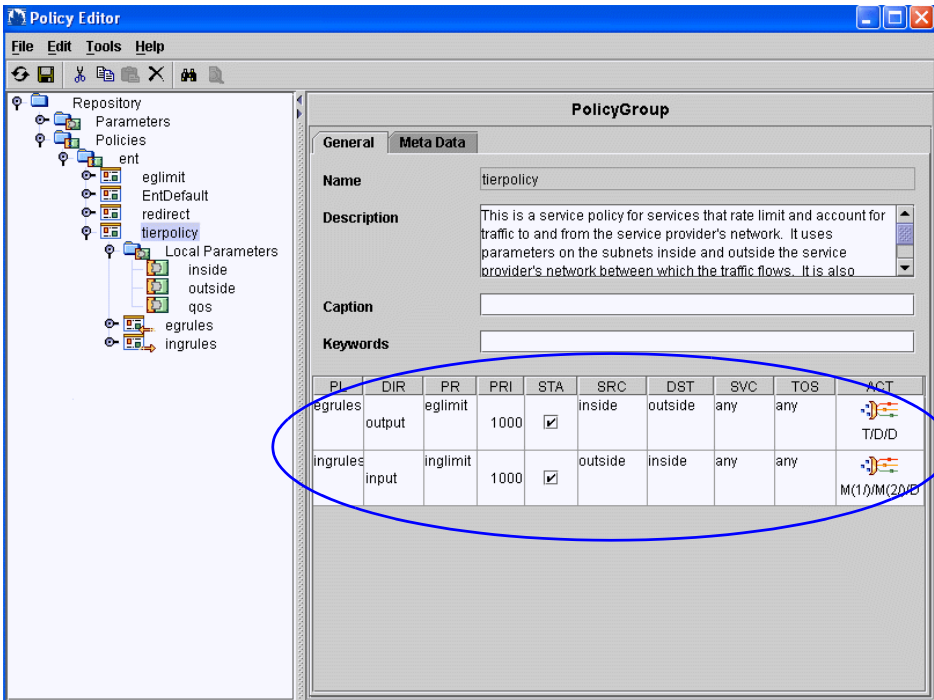 Policy Editor
File Edit Tools Help
Repository
Parameters
Policies
ent
eglimit
EntDefault
redirect
tierpolicy
Local Parameters
inside
outside
qos
egrules
ingrules
PolicyGroup
General Meta Data
Name tierpolicy
Description This is a service policy for services that rate limit and account for
traffic to and from the service provider's network. It uses
parameters on the subnets inside and outside the service
provider's network between which the traffic flows. It is also
Caption
Keywords
PL DIR PR PRI STA SRC DST SVC TOS ACT
egrules output eglimit 1000 inside outside any any T/D/D
ingrules input inglimit 1000 outside inside any any M(1/)/M(2/)/D